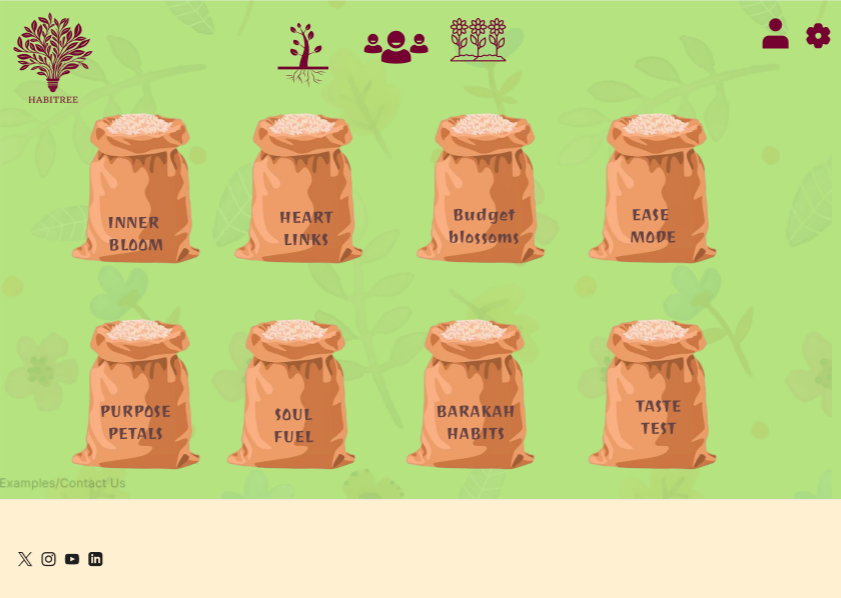 HABITREE
INNER
BLOOM
HEART
LINKS
Budget
blossoms
EASE
MODE
PURPOSE
PETALS
SOUL
FUEL
BARAKAH
HABITS
TASTE
TEST
Examples/Contact Us